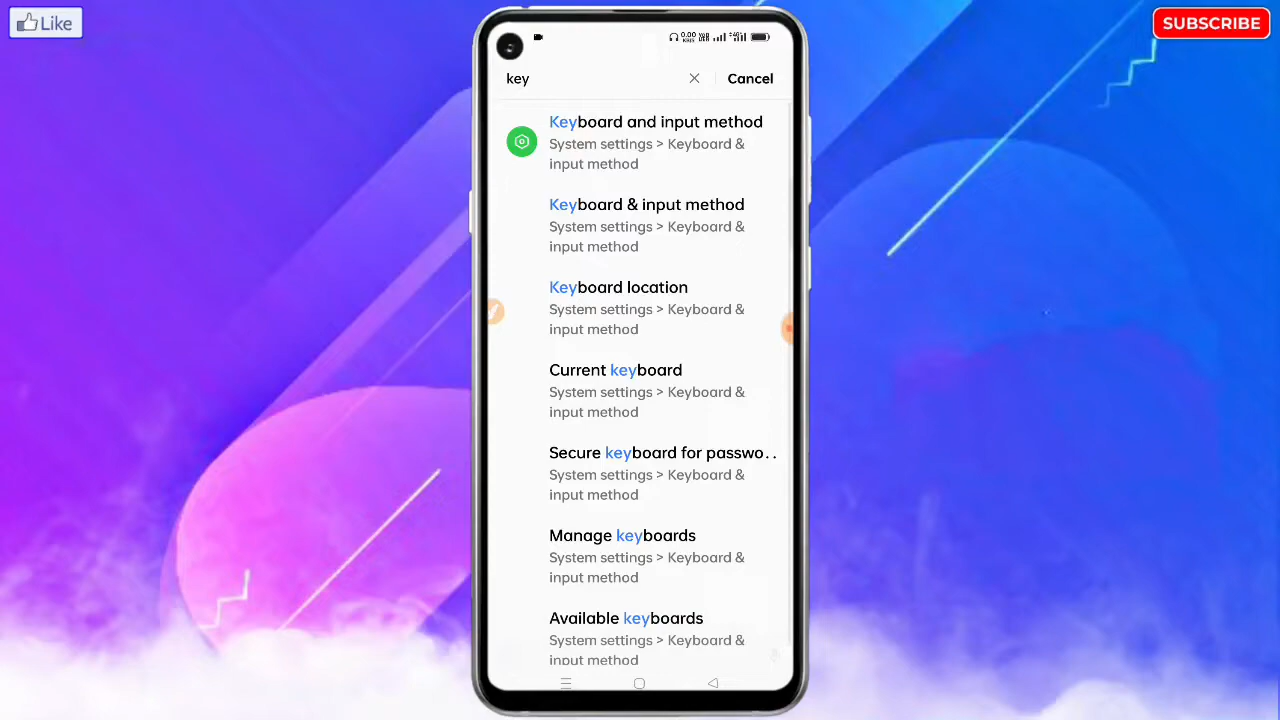 Like
SUBSCRIBE
key
Cancel
Keyboard and input method
System settings > Keyboard &
input method
Keyboard & input method
System settings > Keyboard &
input method
Keyboard location
System settings > Keyboard &
input method
Current keyboard
System settings > Keyboard &
input method
Secure keyboard for passwo..
System settings > Keyboard &
input method
Manage keyboards
System settings > Keyboard &
input method
Available keyboards
System settings > Keyboard &
input method